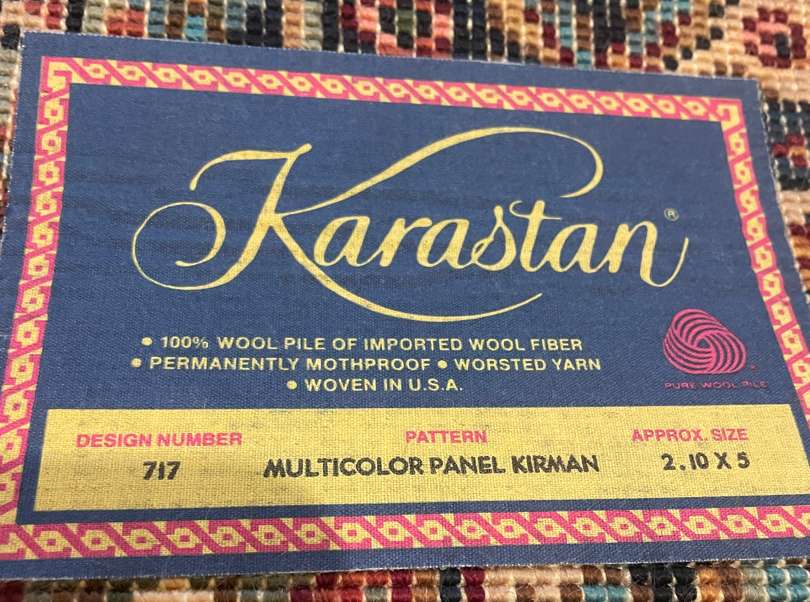 Karastan®
• 100% WOOL PILE OF IMPORTED WOOL FIBER
• PERMANENTLY MOTHPROOF • WORSTED YARN
• WOVEN IN U.S.A.
PURE WOOL PILE
DESIGN NUMBER PATTERN APPROX. SIZE
717 MULTICOLOR PANEL KIRMAN 2.10 X 5